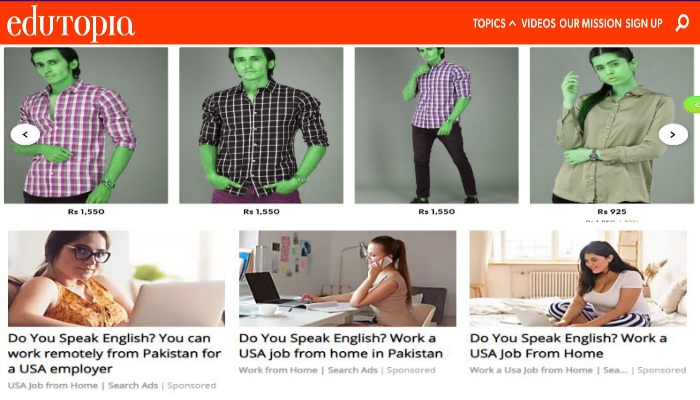 edutopia
TOPICS VIDEOS OUR MISSION SIGN UP
Rs 1,550
Rs 1,550
Rs 1,550
Rs 925
Do You Speak English? You can
work remotely from Pakistan for
a USA employer
USA Job from Home | Search Ads | Sponsored
Do You Speak English? Work a
USA job from home in Pakistan
Work from Home | Search Ads | Sponsored
Do You Speak English? Work a
USA Job From Home
Work a Usa Job from Home | Sea... | Sponsored